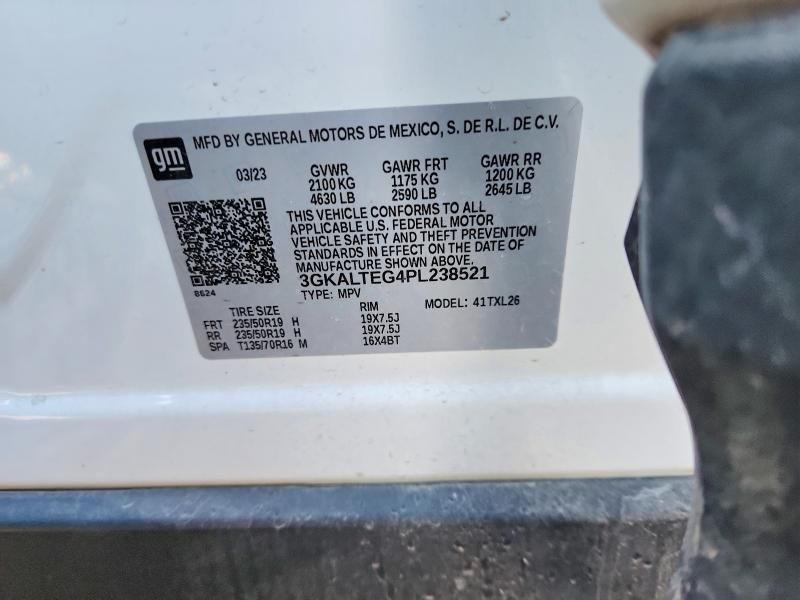 gm MFD BY GENERAL MOTORS DE MEXICO, S. DE R.L. DE C.V.
03/23 GVWR GAWR FRT GAWR RR
2100 KG 1175 KG 1200 KG
4630 LB 2590 LB 2645 LB
THIS VEHICLE CONFORMS TO ALL
APPLICABLE U.S. FEDERAL MOTOR
VEHICLE SAFETY AND THEFT PREVENTION
STANDARDS IN EFFECT ON THE DATE OF
MANUFACTURE SHOWN ABOVE.
8624 3GKALTEG4PL238521
TYPE: MPV MODEL: 41TXL26
TIRE SIZE RIM
FRT 235/50R19 H 19X7.5J
RR 235/50R19 H 19X7.5J
SPA T135/70R16 M 16X4BT